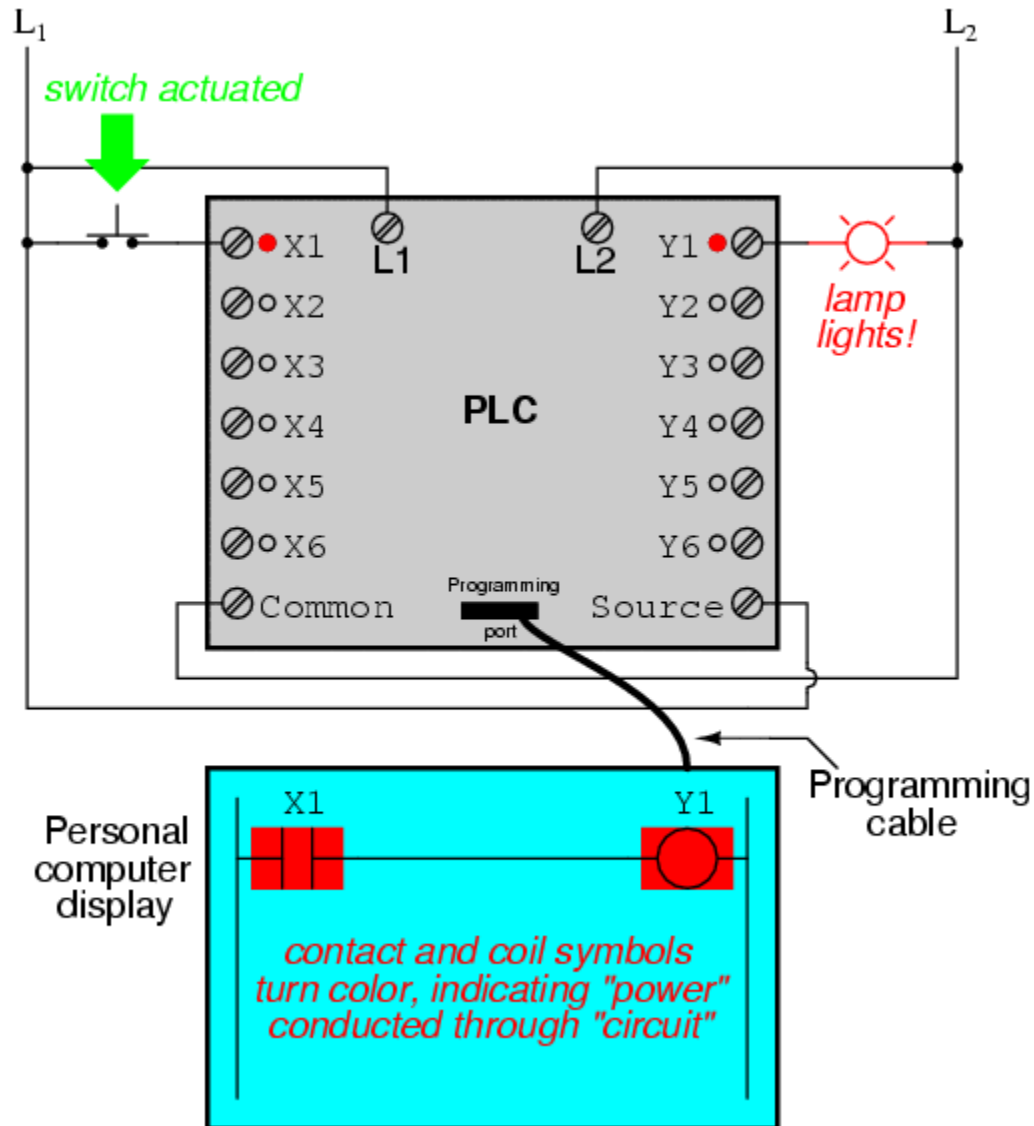 L1
L2
switch actuated
X1
L1
L2
Y1
X2
Y2
lamp
lights!
X3
Y3
X4
PLC
Y4
X5
Y5
X6
Y6
Common
Programming
port
Source
Programming
cable
Personal
computer
display
X1
Y1
contact and coil symbols
turn color, indicating "power"
conducted through "circuit"